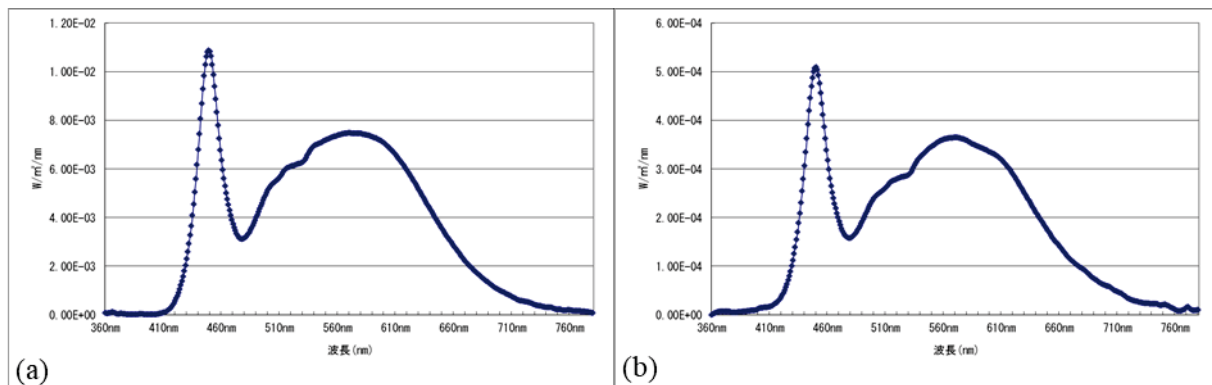 1.20E-02
1.00E-02
8.00E-03
6.00E-03
4.00E-03
2.00E-03
0.00E+00
W/㎡/nm
360nm 410nm 460nm 510nm 560nm 610nm 660nm 710nm 760nm
波長(nm)
(a)
6.00E-04
5.00E-04
4.00E-04
3.00E-04
2.00E-04
1.00E-04
0.00E+00
W/㎡/nm
360nm 410nm 460nm 510nm 560nm 610nm 660nm 710nm 760nm
波長(nm)
(b)